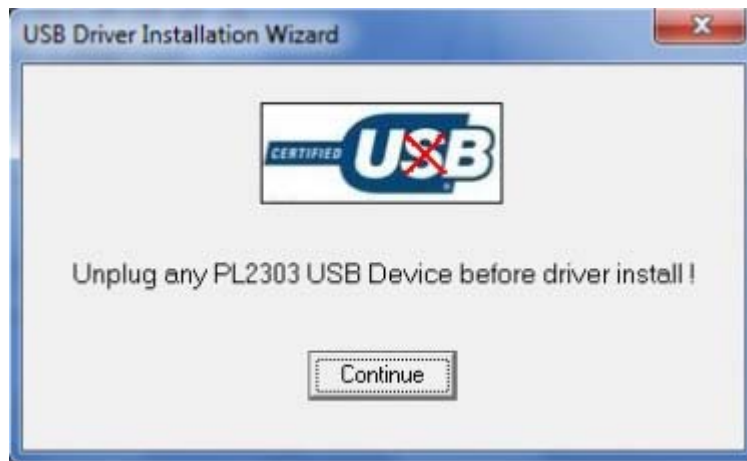 USB Driver Installation Wizard
CERTIFIED USB
Unplug any PL2303 USB Device before driver install !
Continue